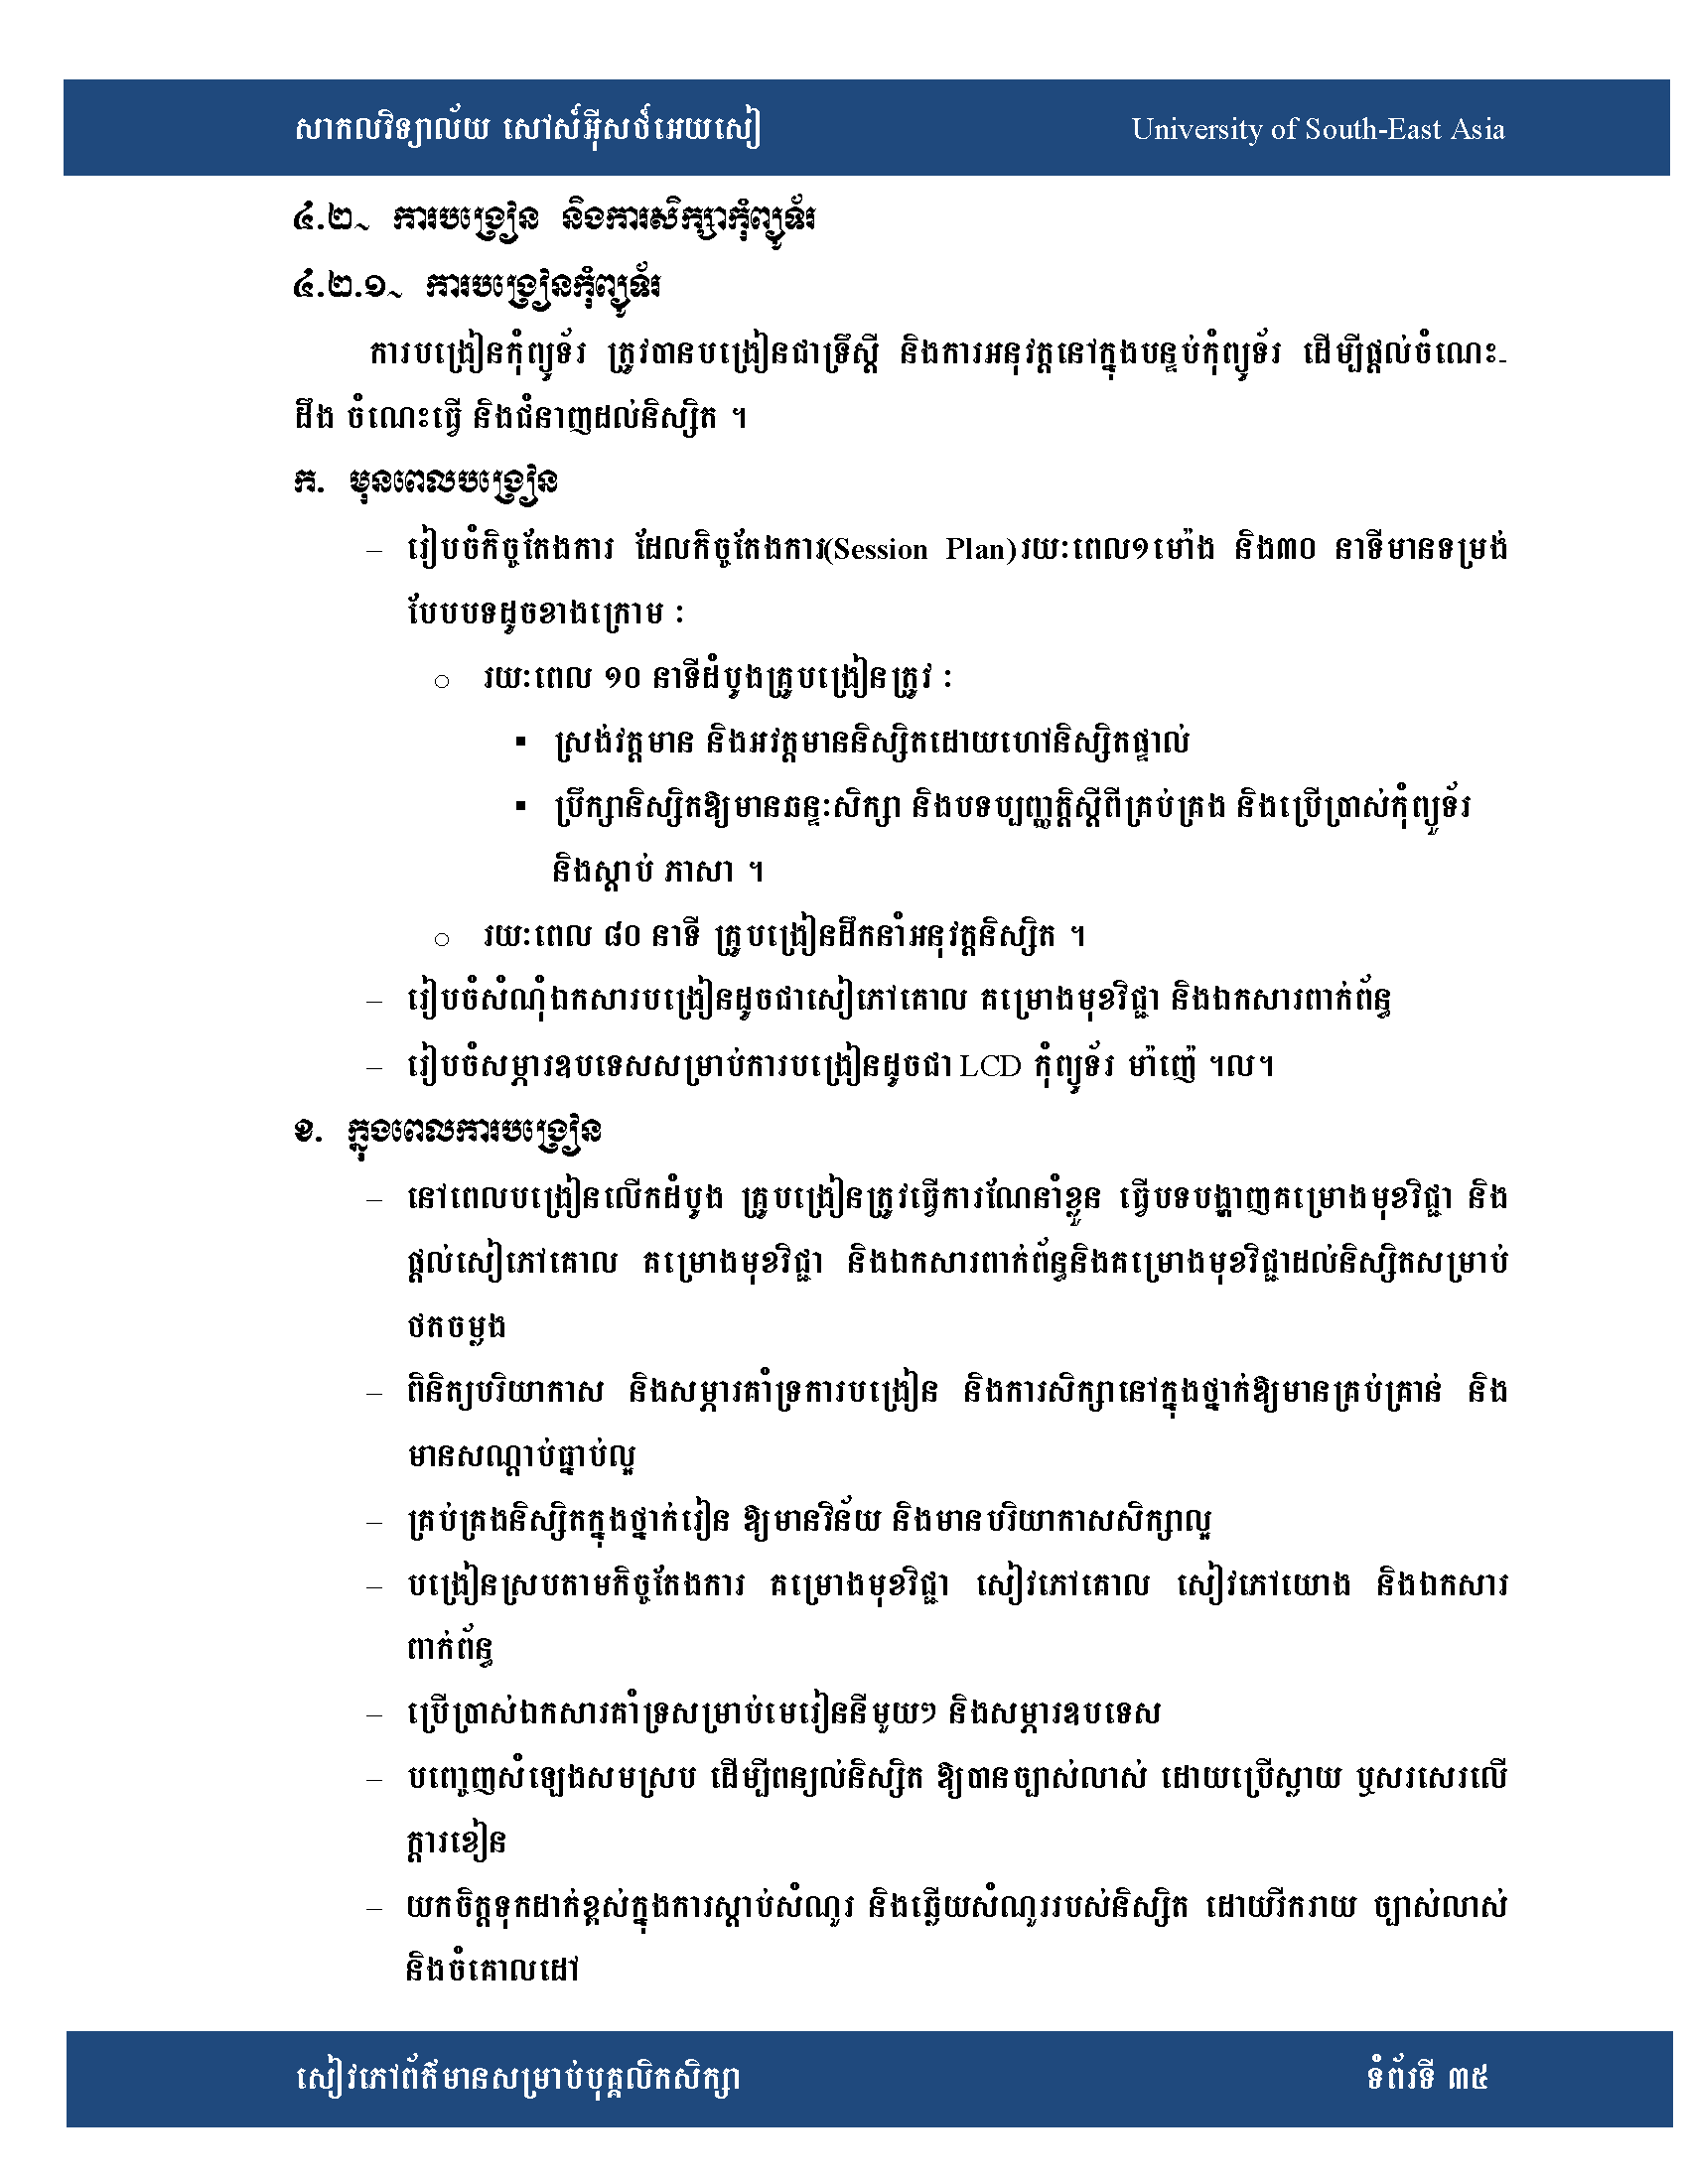 សាកលវិទ្យាល័យ សៅស៍អ៊ីសថ៍អេយសៀ University of South-East Asia
៤.២~ ការបង្រៀន និងការសិក្សាកុំព្យូទ័រ
៤.២.១~ ការបង្រៀនកុំព្យូទ័រ
ការបង្រៀនកុំព្យូទ័រ ត្រូវបានបង្រៀនជាទ្រឹស្ដី និងការអនុវត្តនៅក្នុងបន្ទប់កុំព្យូទ័រ ដើម្បីផ្ដល់ចំណេះ-
ដឹង ចំណេះធ្វើ និងជំនាញដល់និស្សិត ។
ក. មុនពេលបង្រៀន
– រៀបចំកិច្ចតែងការ ដែលកិច្ចតែងការ(Session Plan)រយៈពេល១ម៉ោង និង៣០ នាទីមានទម្រង់
បែបបទដូចខាងក្រោម ៈ
o រយៈពេល ១០ នាទីដំបូងគ្រូបង្រៀនត្រូវ ៈ
▪ ស្រង់វត្តមាន និងអវត្តមាននិស្សិតដោយហៅនិស្សិតផ្ទាល់
▪ ប្រឹក្សានិស្សិតឱ្យមានឆន្ទៈសិក្សា និងបទប្បញ្ញត្តិស្ដីពីគ្រប់គ្រង និងប្រើប្រាស់កុំព្យួទ័រ
និងស្ដាប់ ភាសា ។
o រយៈពេល ៨០ នាទី គ្រូបង្រៀនដឹកនាំអនុវត្តនិស្សិត ។
– រៀបចំសំណុំឯកសារបង្រៀនដូចជាសៀភៅគោល គម្រោងមុខវិជ្ជា និងឯកសារពាក់ព័ន្ធ
– រៀបចំសម្ភារឧបទេសសម្រាប់ការបង្រៀនដូចជា LCD កុំព្យូទ័រ ម៉ាញ៉េ ។ល។
ខ. ក្នុងពេលការបង្រៀន
– នៅពេលបង្រៀនលើកដំបូង គ្រូបង្រៀនត្រូវធ្វើការណែនាំខ្លួន ធ្វើបទបង្ហាញគម្រោងមុខវិជ្ជា និង
ផ្ដល់សៀភៅគោល គម្រោងមុខវិជ្ជា និងឯកសារពាក់ព័ន្ធនិងគម្រោងមុខវិជ្ជាដល់និស្សិតសម្រាប់
ថតចម្លង
– ពិនិត្យបរិយាកាស និងសម្ភារគាំទ្រការបង្រៀន និងការសិក្សានៅក្នុងថ្នាក់ឱ្យមានគ្រប់គ្រាន់ និង
មានសណ្ដាប់ធ្នាប់ល្អ
– គ្រប់គ្រងនិស្សិតក្នុងថ្នាក់រៀន ឱ្យមានវិន័យ និងមានបរិយាកាសសិក្សាល្អ
– បង្រៀនស្របតាមកិច្ចតែងការ គម្រោងមុខវិជ្ជា សៀវភៅគោល សៀវភៅយោង និងឯកសារ
ពាក់ព័ន្ធ
– ប្រើប្រាស់ឯកសារគាំទ្រសម្រាប់មេរៀននីមួយៗ និងសម្ភារឧបទេស
– បញ្ចេញសំឡេងសមស្រប ដើម្បីពន្យល់និស្សិត ឱ្យបានច្បាស់លាស់ ដោយប្រើស្លាយ ឬសរសេរលើ
ក្ដារខៀន
– យកចិត្តទុកដាក់ខ្ពស់ក្នុងការស្ដាប់សំណួរ និងឆ្លើយសំណួររបស់និស្សិត ដោយរីករាយ ច្បាស់លាស់
និងចំគោលដៅ
សៀវភៅព័ត៌មានសម្រាប់បុគ្គលិកសិក្សា ទំព័រទី ៣៥